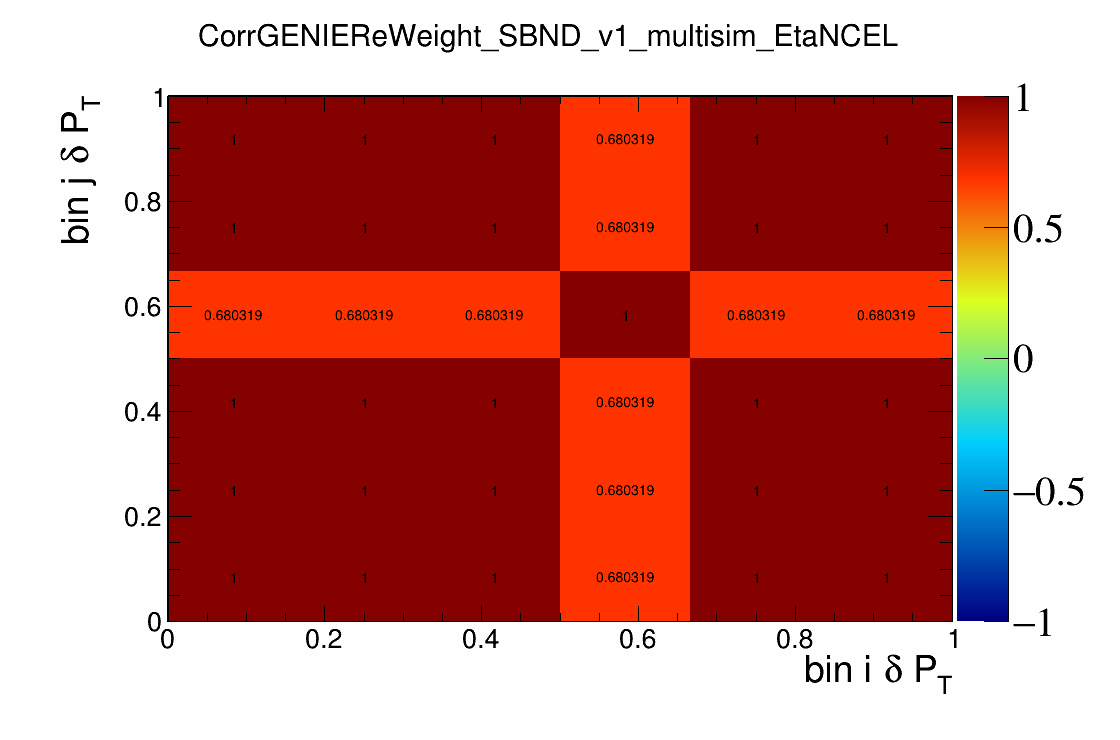 CorrGENIEReWeight_SBND_v1_multisim_EtaNCEL
bin j δ P_T
1
0.8
0.6
0.4
0.2
0
1 1 1 0.680319 1 1
1 1 1 0.680319 1 1
0.680319 0.680319 0.680319 1 0.680319 0.680319
1 1 1 0.680319 1 1
1 1 1 0.680319 1 1
1 1 1 0.680319 1 1
0 0.2 0.4 0.6 0.8 1
bin i δ P_T
1
0.5
0
−0.5
−1